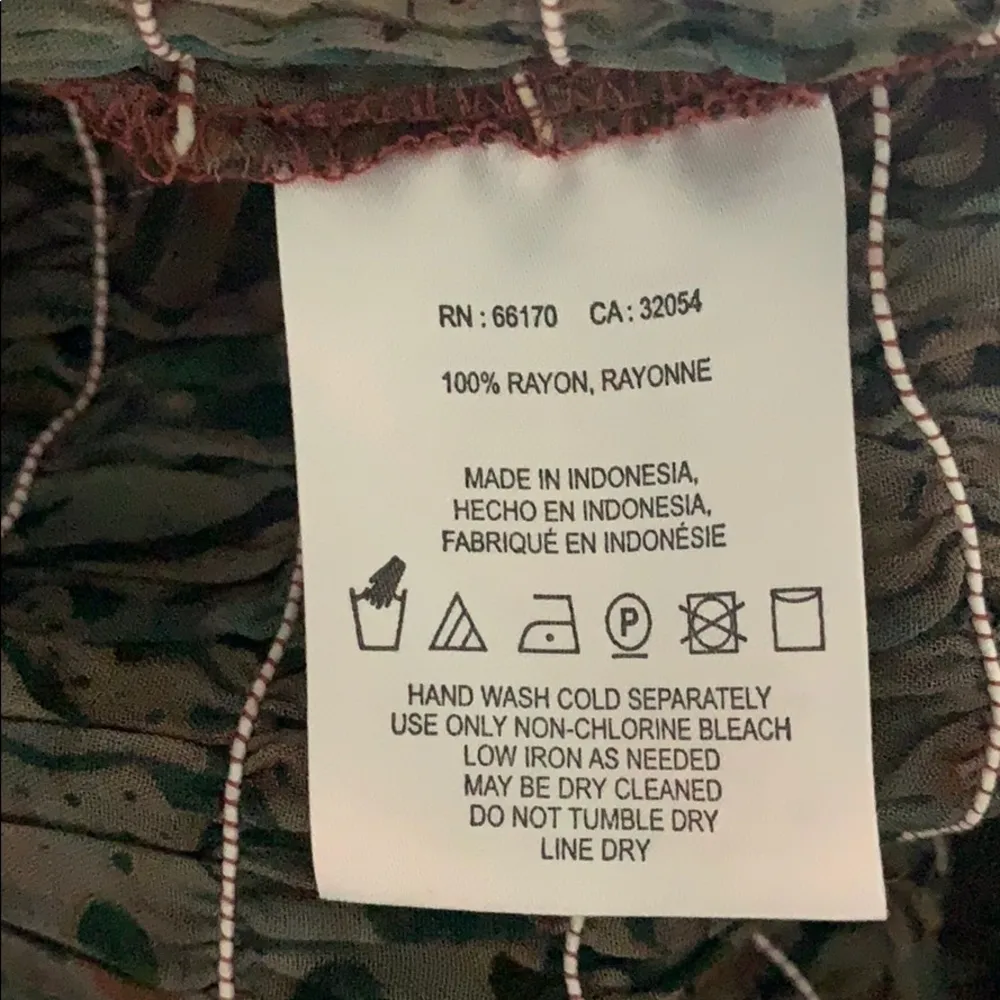 RN : 66170 CA : 32054
100% RAYON, RAYONNE
MADE IN INDONESIA,
HECHO EN INDONESIA,
FABRIQUÉ EN INDONÉSIE
P
HAND WASH COLD SEPARATELY
USE ONLY NON-CHLORINE BLEACH
LOW IRON AS NEEDED
MAY BE DRY CLEANED
DO NOT TUMBLE DRY
LINE DRY